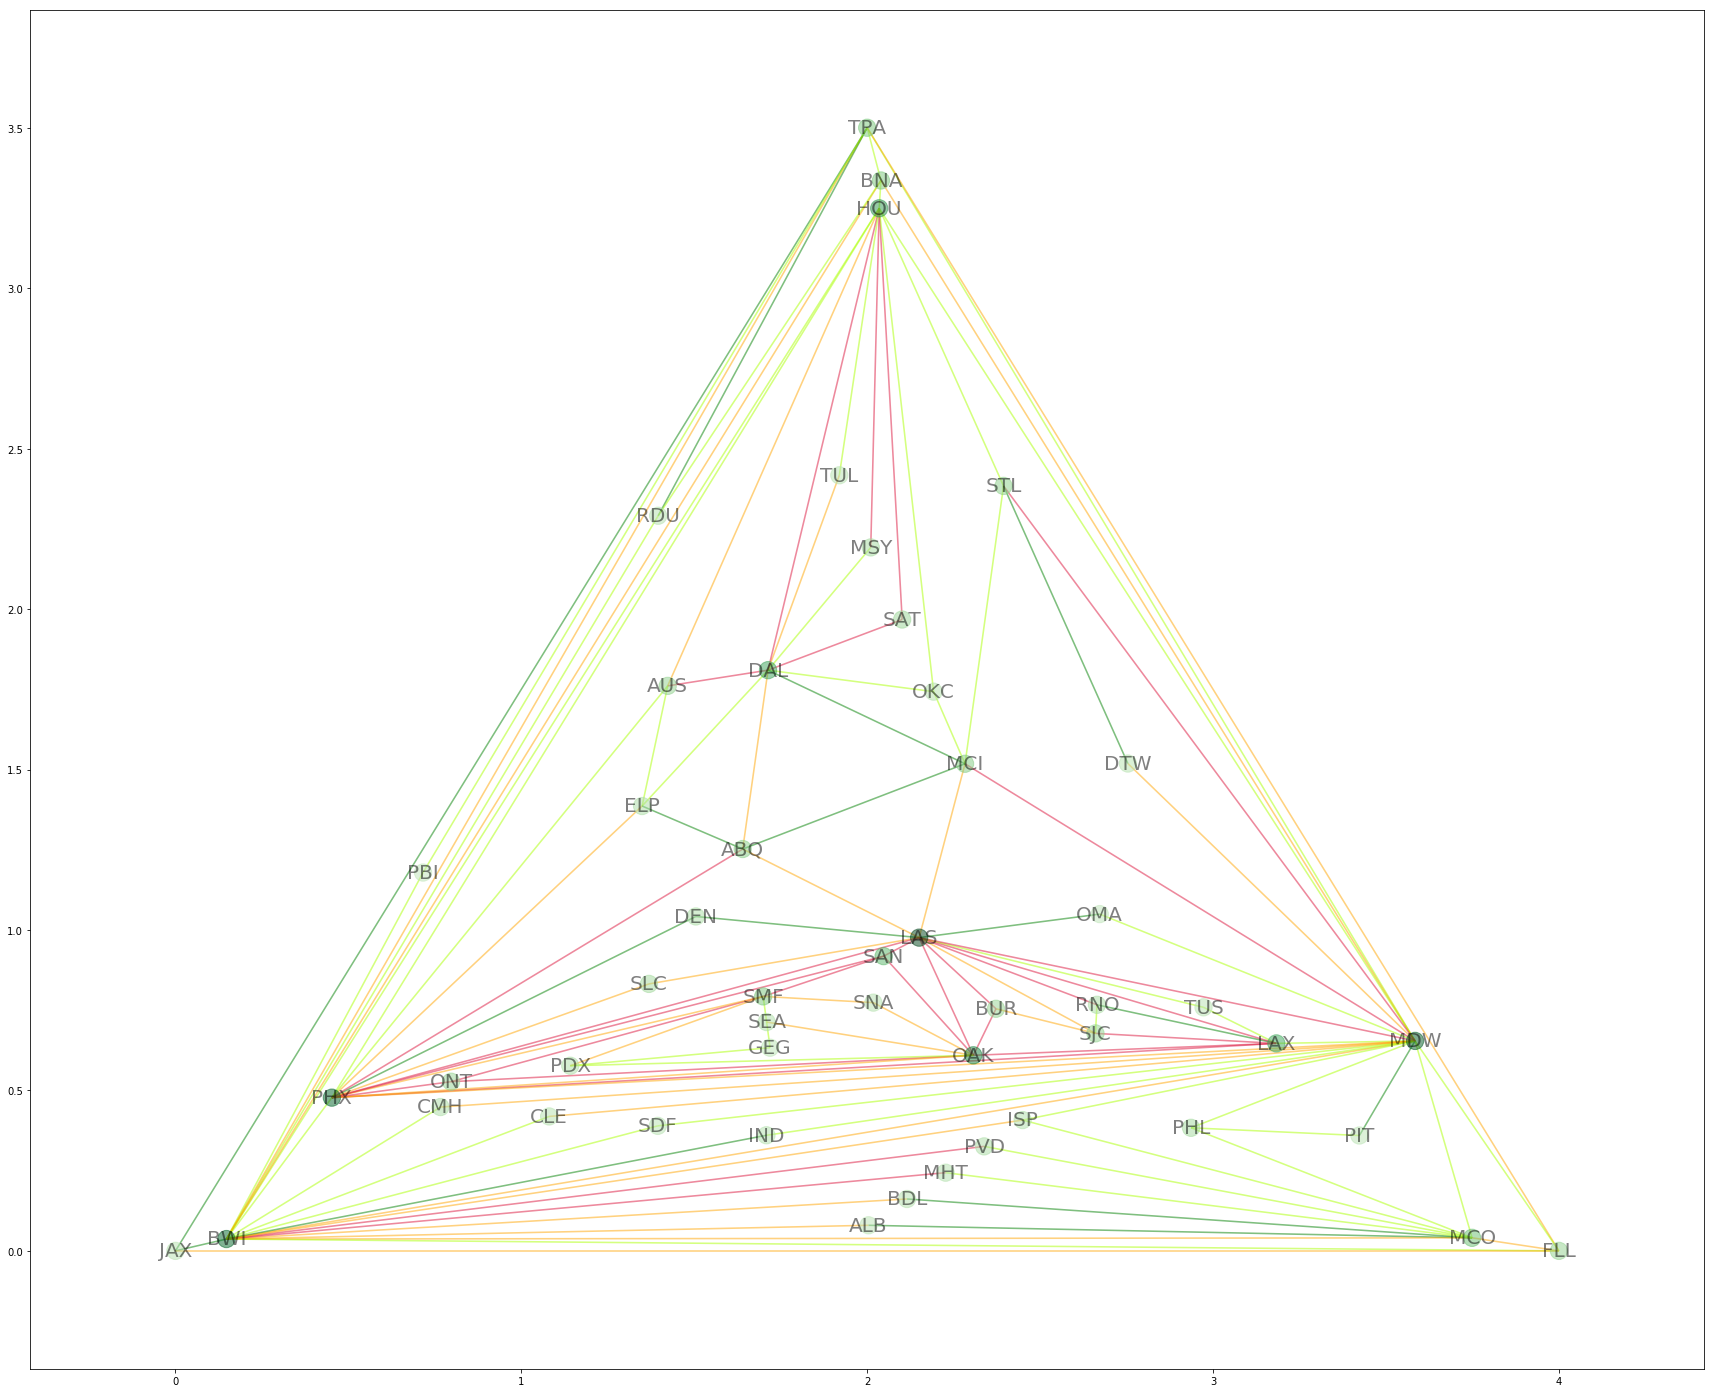 TPA
3.5
BNA
HOU
3.0
TUL
STL
2.5
RDU
MSY
SAT
2.0
DAL
AUS
OKC
MCI
DTW
1.5
ELP
ABQ
PBI
DEN
OMA
1.0
LAS
SAN
SLC
SMF
SNA
BUR
RNO
TUS
SEA
SJC
LAX
MDW
GEG
OAK
PDX
ONT
0.5
PHX
CMH
CLE
SDF
IND
ISP
PHL
PIT
PVD
MHT
BDL
ALB
BWI
MCO
0.0
JAX
FLL
0
1
2
3
4